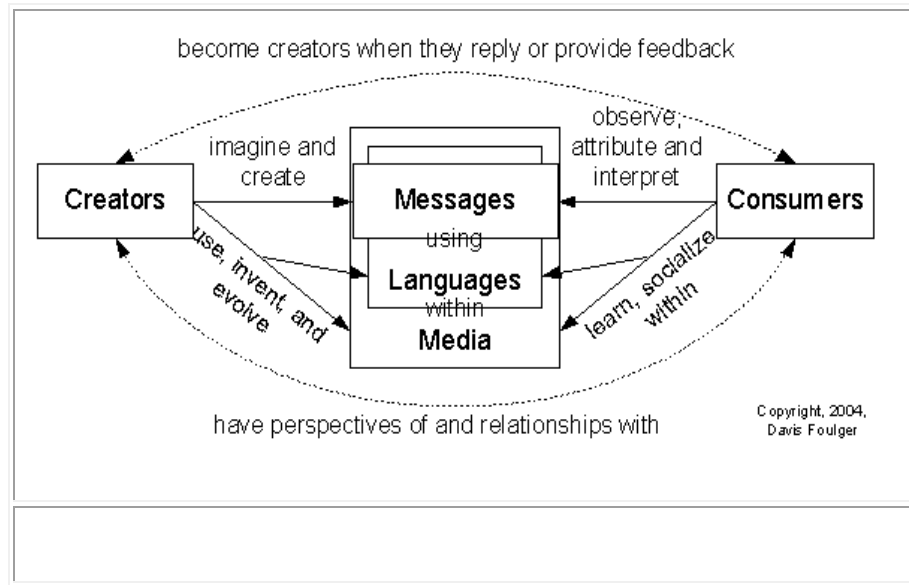 become creators when they reply or provide feedback
imagine and
create
observe,
attribute and
interpret
Creators
Messages
Consumers
using
use, invent, and
evolve
Languages
learn, socialize
within
within
Media
have perspectives of and relationships with
Copyright, 2004,
Davis Foulger